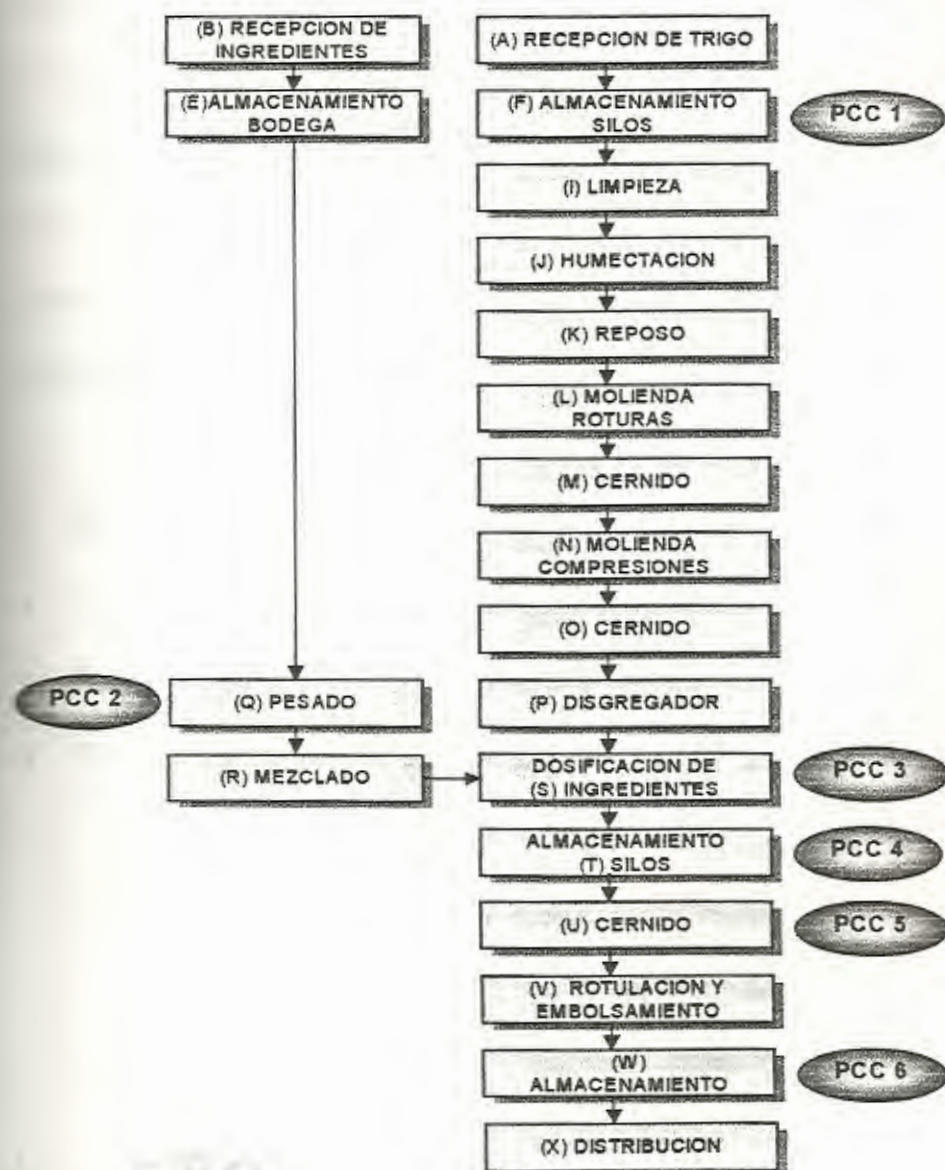 (B) RECEPCION DE
INGREDIENTES
(A) RECEPCION DE TRIGO
(E)ALMACENAMIENTO
BODEGA
(F) ALMACENAMIENTO
SILOS
PCC 1
(I) LIMPIEZA
(J) HUMECTACION
(K) REPOSO
(L) MOLIENDA
ROTURAS
(M) CERNIDO
(N) MOLIENDA
COMPRESIONES
(O) CERNIDO
PCC 2
(Q) PESADO
(P) DISGREGADOR
(R) MEZCLADO
DOSIFICACION DE
(S) INGREDIENTES
PCC 3
ALMACENAMIENTO
(T) SILOS
PCC 4
(U) CERNIDO
PCC 5
(V) ROTULACION Y
EMBOLSAMIENTO
(W)
ALMACENAMIENTO
PCC 6
(X) DISTRIBUCION